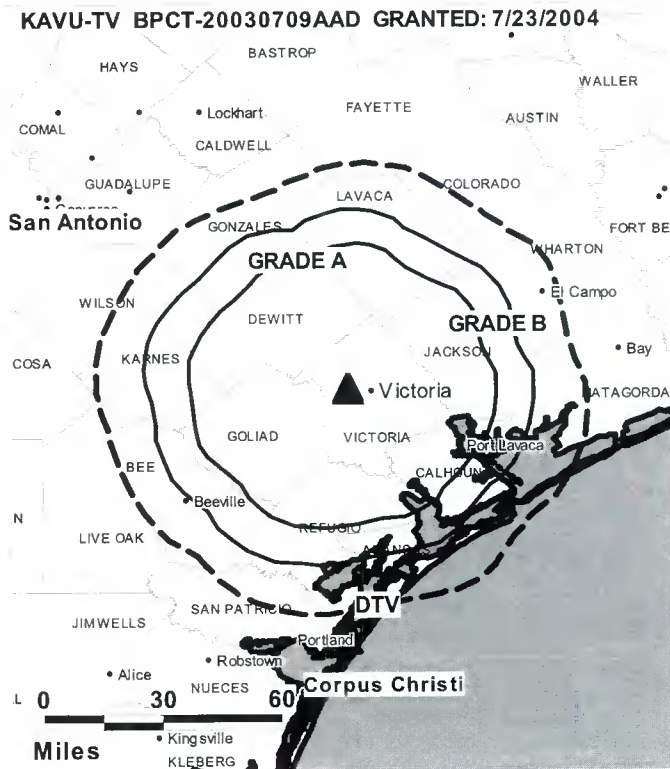 KAVU-TV BPCT-20030709AAD GRANTED: 7/23/2004
BASTROP
HAYS
WALLER
Lockhart
FAYETTE
AUSTIN
COMAL
CALDWELL
GUADALUPE
COLORADO
LAVACA
San Antonio
GONZALES
FORT BE
WHARTON
GRADE A
El Campo
WILSON
DEWITT
GRADE B
KARNES
JACKSON
Bay
COSA
Victoria
ATAGORDA
GOLIAD
VICTORIA
Port Lavaca
BEE
CALHOUN
Beeville
N
REFUGIO
LIVE OAK
SAN PATRICIO
DTV
JIMWELLS
Portland
Robstown
Alice
NUECES
Corpus Christi
L 0 30 60
Miles
Kingsville
KLEBERG